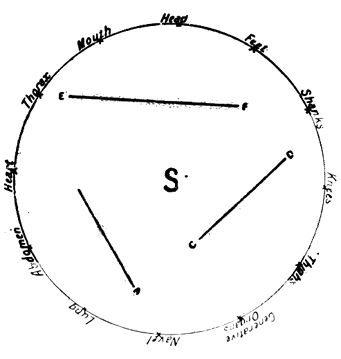 Head
Feet
Shanks
Knees
Thighs
Generative
Organs
Navel
Lung
Abdomen
Heart
Thorax
Mouth
E
F
D
C
A
S